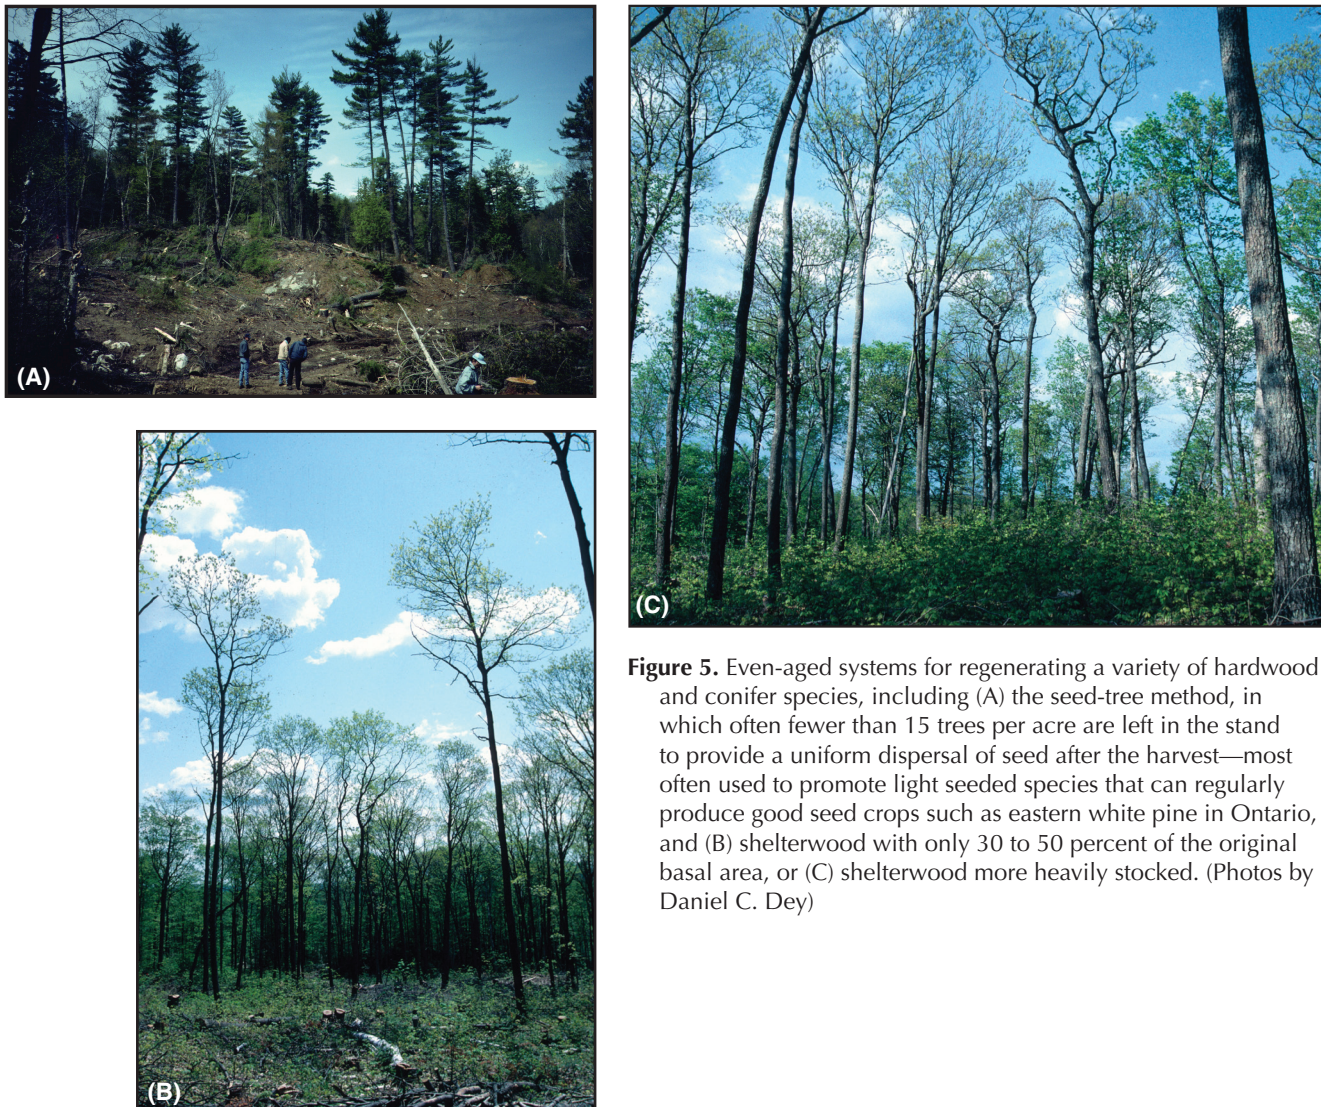 (A)
(B)
(C)
Figure 5. Even-aged systems for regenerating a variety of hardwood
and conifer species, including (A) the seed-tree method, in
which often fewer than 15 trees per acre are left in the stand
to provide a uniform dispersal of seed after the harvest—most
often used to promote light seeded species that can regularly
produce good seed crops such as eastern white pine in Ontario,
and (B) shelterwood with only 30 to 50 percent of the original
basal area, or (C) shelterwood more heavily stocked. (Photos by
Daniel C. Dey)